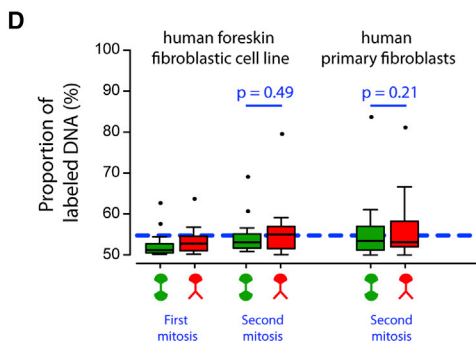 D
human foreskin
fibroblastic cell line
human
primary fibroblasts
p = 0.49
p = 0.21
Proportion of
labeled DNA (%)
100
90
80
70
60
50
First
mitosis
Second
mitosis
Second
mitosis